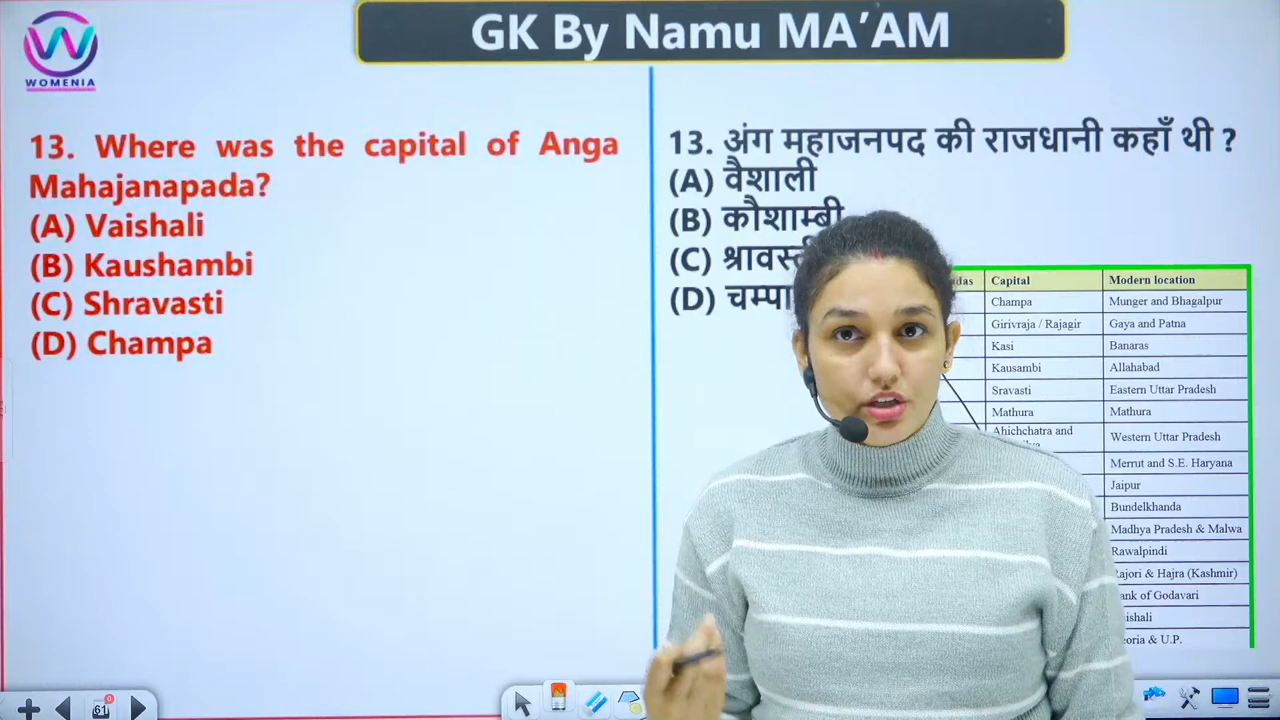 WOMENIA
GK By Namu MA’AM
13. Where was the capital of Anga
Mahajanapada?
(A) Vaishali
(B) Kaushambi
(C) Shravasti
(D) Champa
13. अंग महाजनपद की राजधानी कहाँ थी ?
(A) वैशाली
(B) कौशाम्बी
(C)
(D)
Capital Modern location
Champa Munger and Bhagalpur
Girivraja / Rajagir Gaya and Patna
Kasi Banaras
Kausambi Allahabad
Sravasti Eastern Uttar Pradesh
Mathura Mathura
Ahichchatra and
Western Uttar Pradesh
Merrut and S.E. Haryana
Jaipur
Bundelkhanda
Madhya Pradesh & Malwa
Rawalpindi
& Hajra (Kashmir)
of Godavari
& U.P.
61